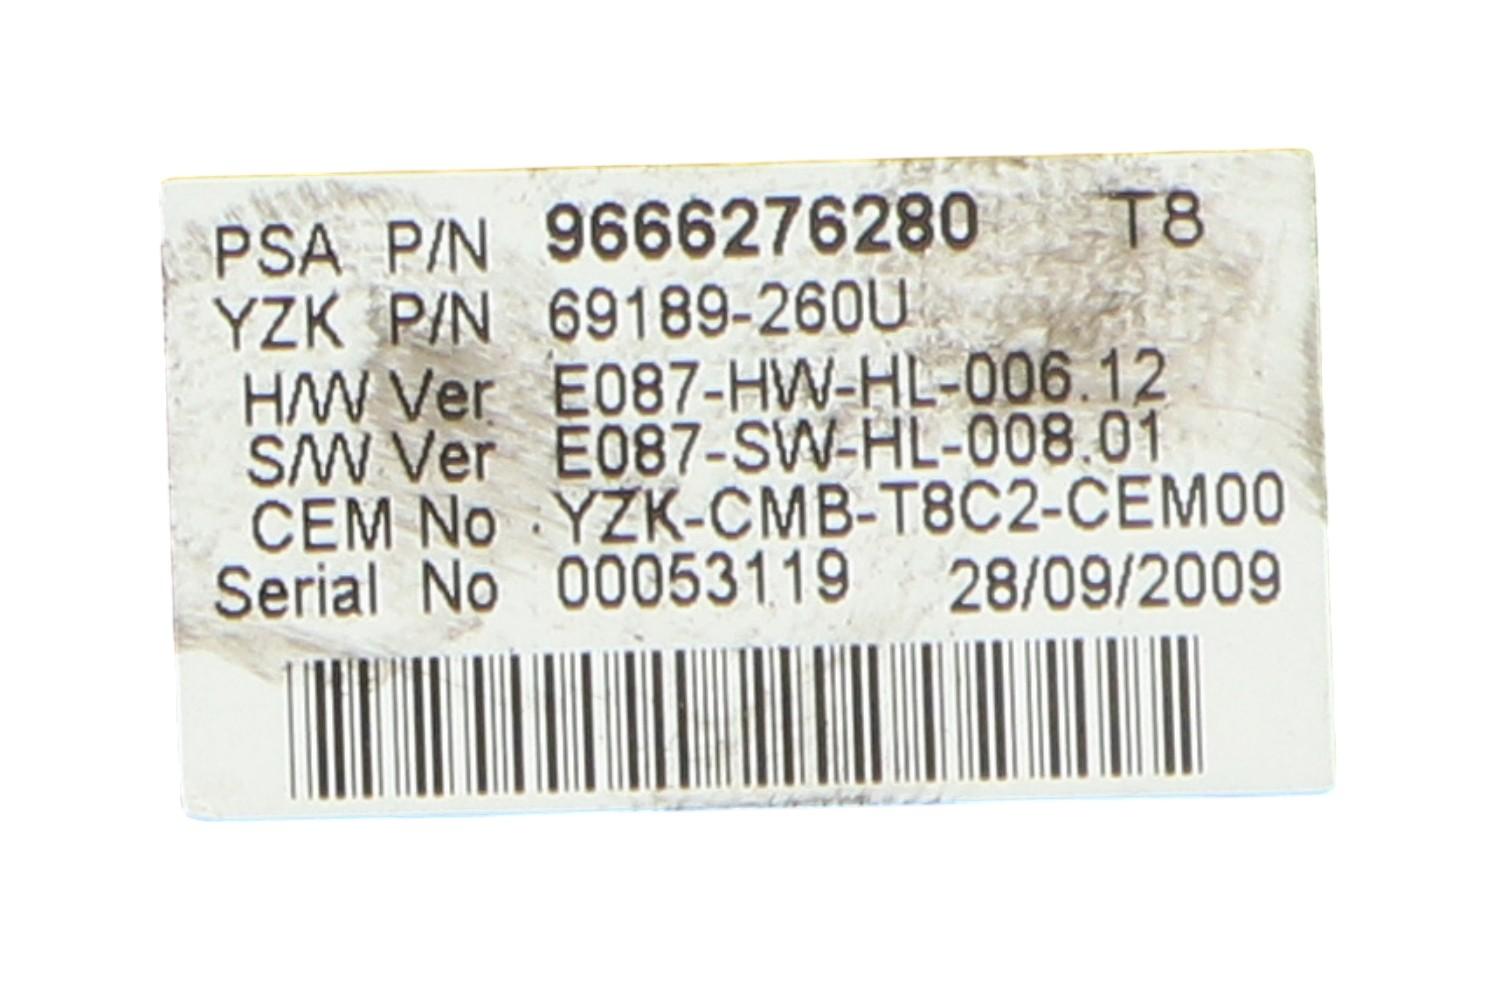 PSA P/N 9666276280 T8
YZK P/N 69189-260U
H/W Ver E087-HW-HL-006.12
S/W Ver E087-SW-HL-008.01
CEM No YZK-CMB-T8C2-CEM00
Serial No 00053119 28/09/2009